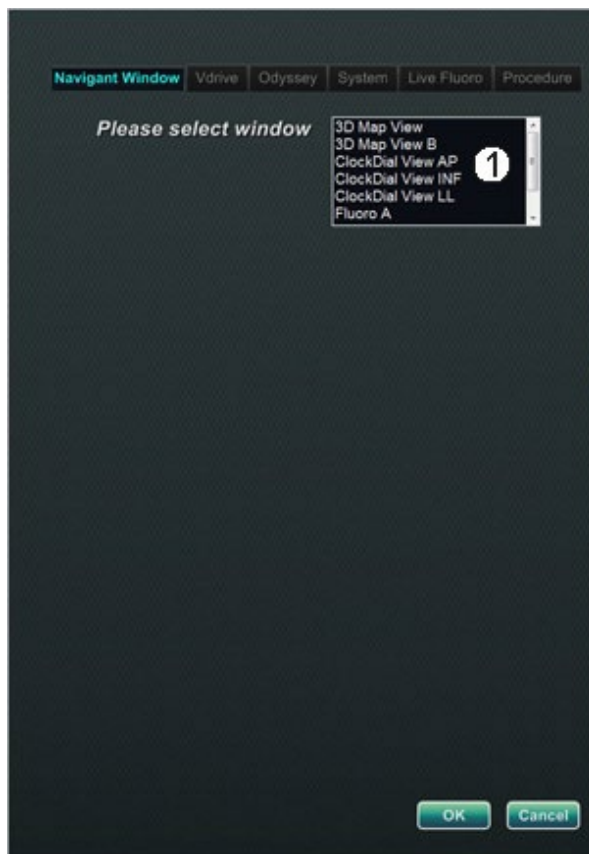 Navigant Window Vdrive Odyssey System Live Fluoro Procedure
Please select window
3D Map View
3D Map View B
ClockDial View AP
ClockDial View INF
ClockDial View LL
Fluoro A
1
OK Cancel